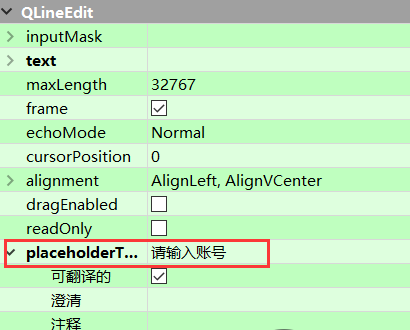 QLineEdit
inputMask
text
maxLength 32767
frame
echoMode Normal
cursorPosition 0
alignment AlignLeft, AlignVCenter
dragEnabled
readOnly
placeholderT... 请输入账号
可翻译的
澄清
注释